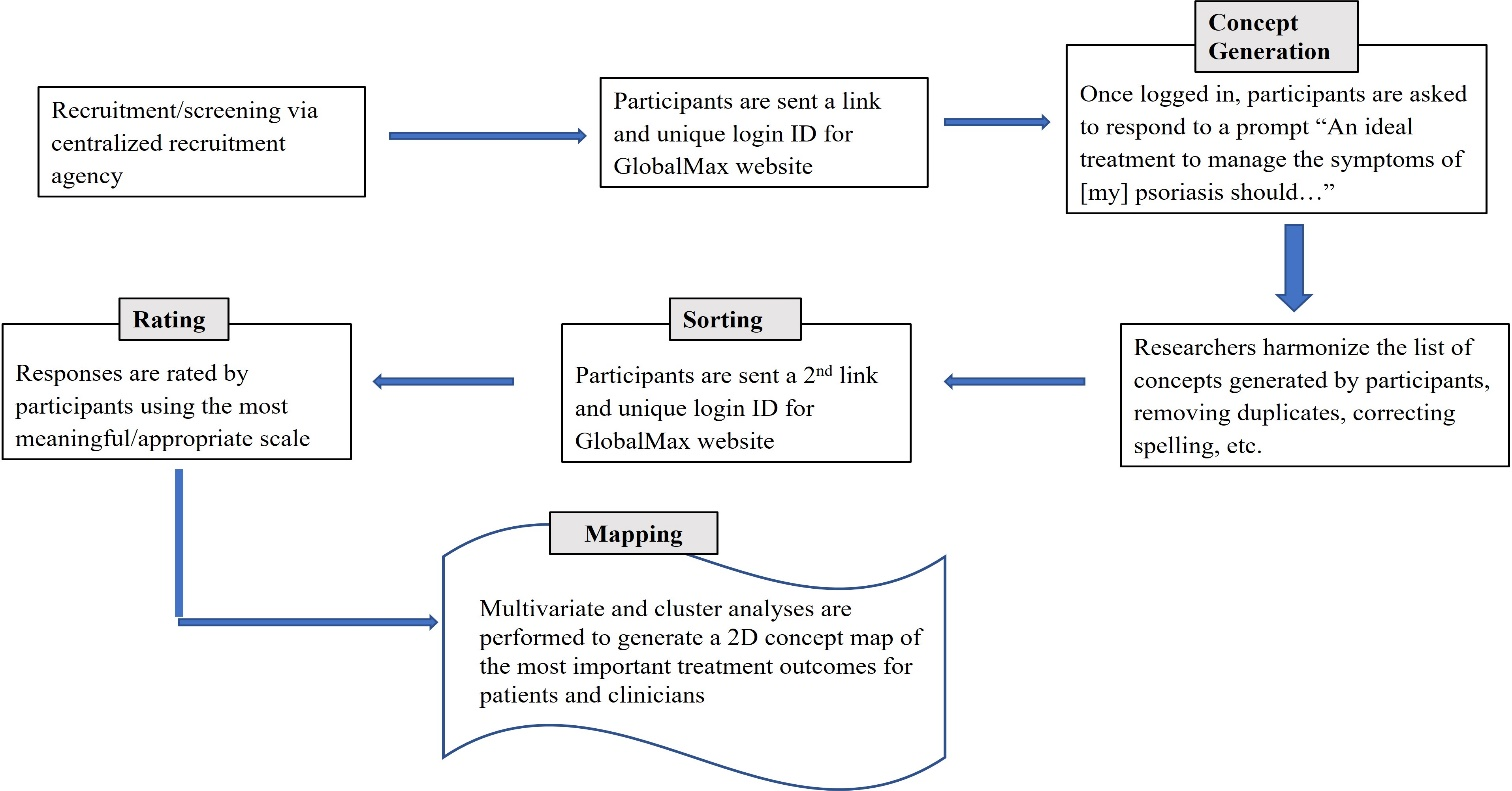 Recruitment/screening via
centralized recruitment
agency
Participants are sent a link
and unique login ID for
GlobalMax website
Concept
Generation
Once logged in, participants are asked
to respond to a prompt “An ideal
treatment to manage the symptoms of
[my] psoriasis should…”
Researchers harmonize the list of
concepts generated by participants,
removing duplicates, correcting
spelling, etc.
Sorting
Participants are sent a 2nd link
and unique login ID for
GlobalMax website
Rating
Responses are rated by
participants using the most
meaningful/appropriate scale
Mapping
Multivariate and cluster analyses are
performed to generate a 2D concept map of
the most important treatment outcomes for
patients and clinicians